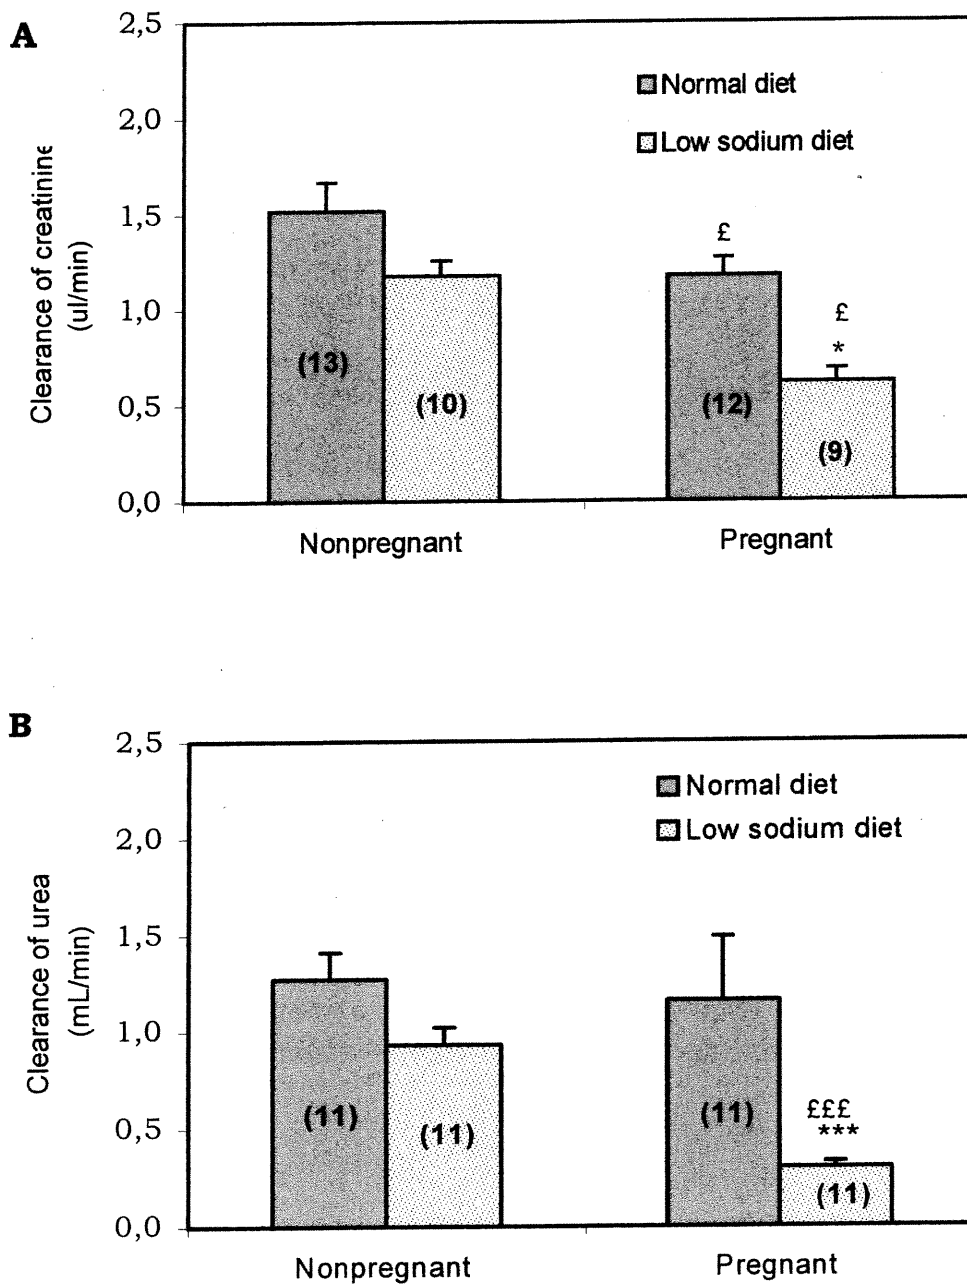 A
2,5
2,0
1,5
1,0
0,5
0,0
Clearance of creatinine
(ul/min)
Normal diet
Low sodium diet
£
£
*
(13)
(10)
(12)
(9)
Nonpregnant
Pregnant
B
2,5
2,0
1,5
1,0
0,5
0,0
Clearance of urea
(mL/min)
Normal diet
Low sodium diet
£££
***
(11)
(11)
(11)
(11)
Nonpregnant
Pregnant